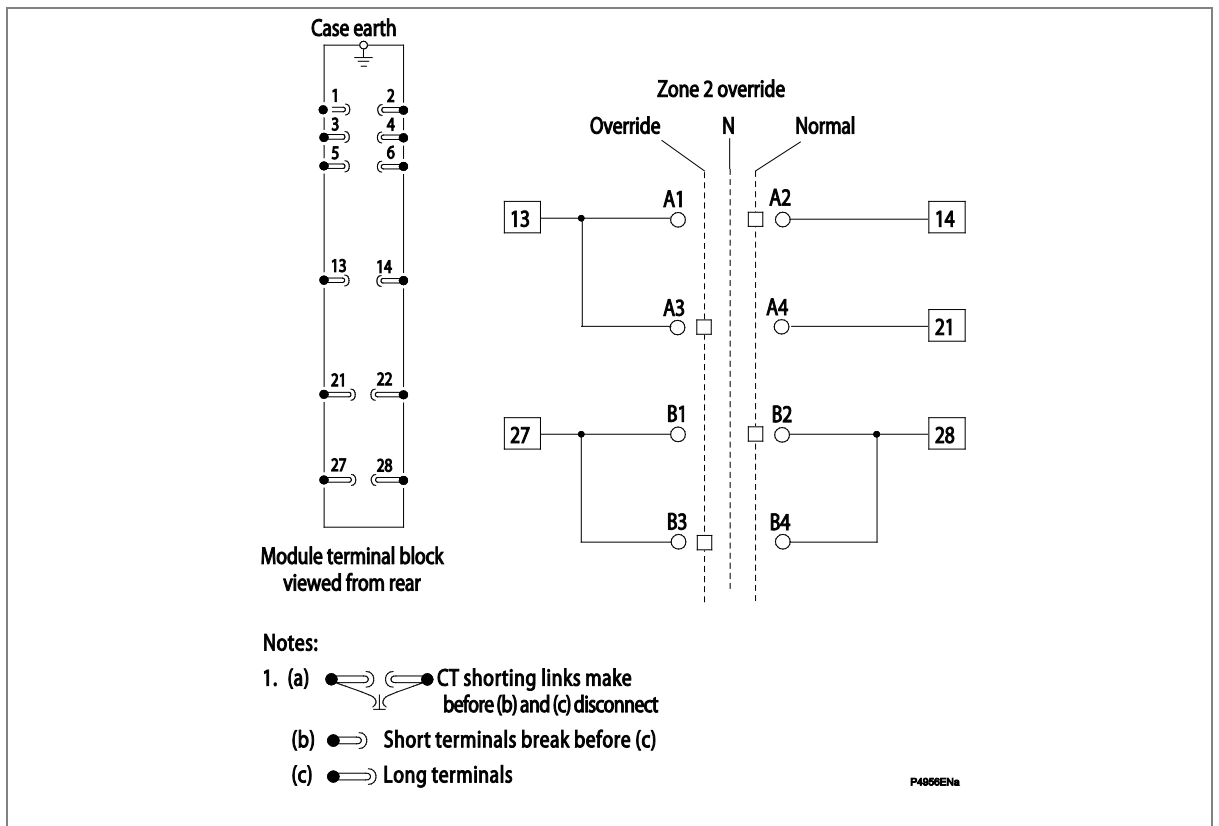 Case earth
1 2
3 4
5 6
13 14
21 22
27 28
Module terminal block
viewed from rear
Zone 2 override
Override N Normal
13 A1 A2 14
A3 A4 21
27 B1 B2 28
B3 B4
Notes:
1. (a) CT shorting links make
before (b) and (c) disconnect
(b) Short terminals break before (c)
(c) Long terminals
P4956ENa